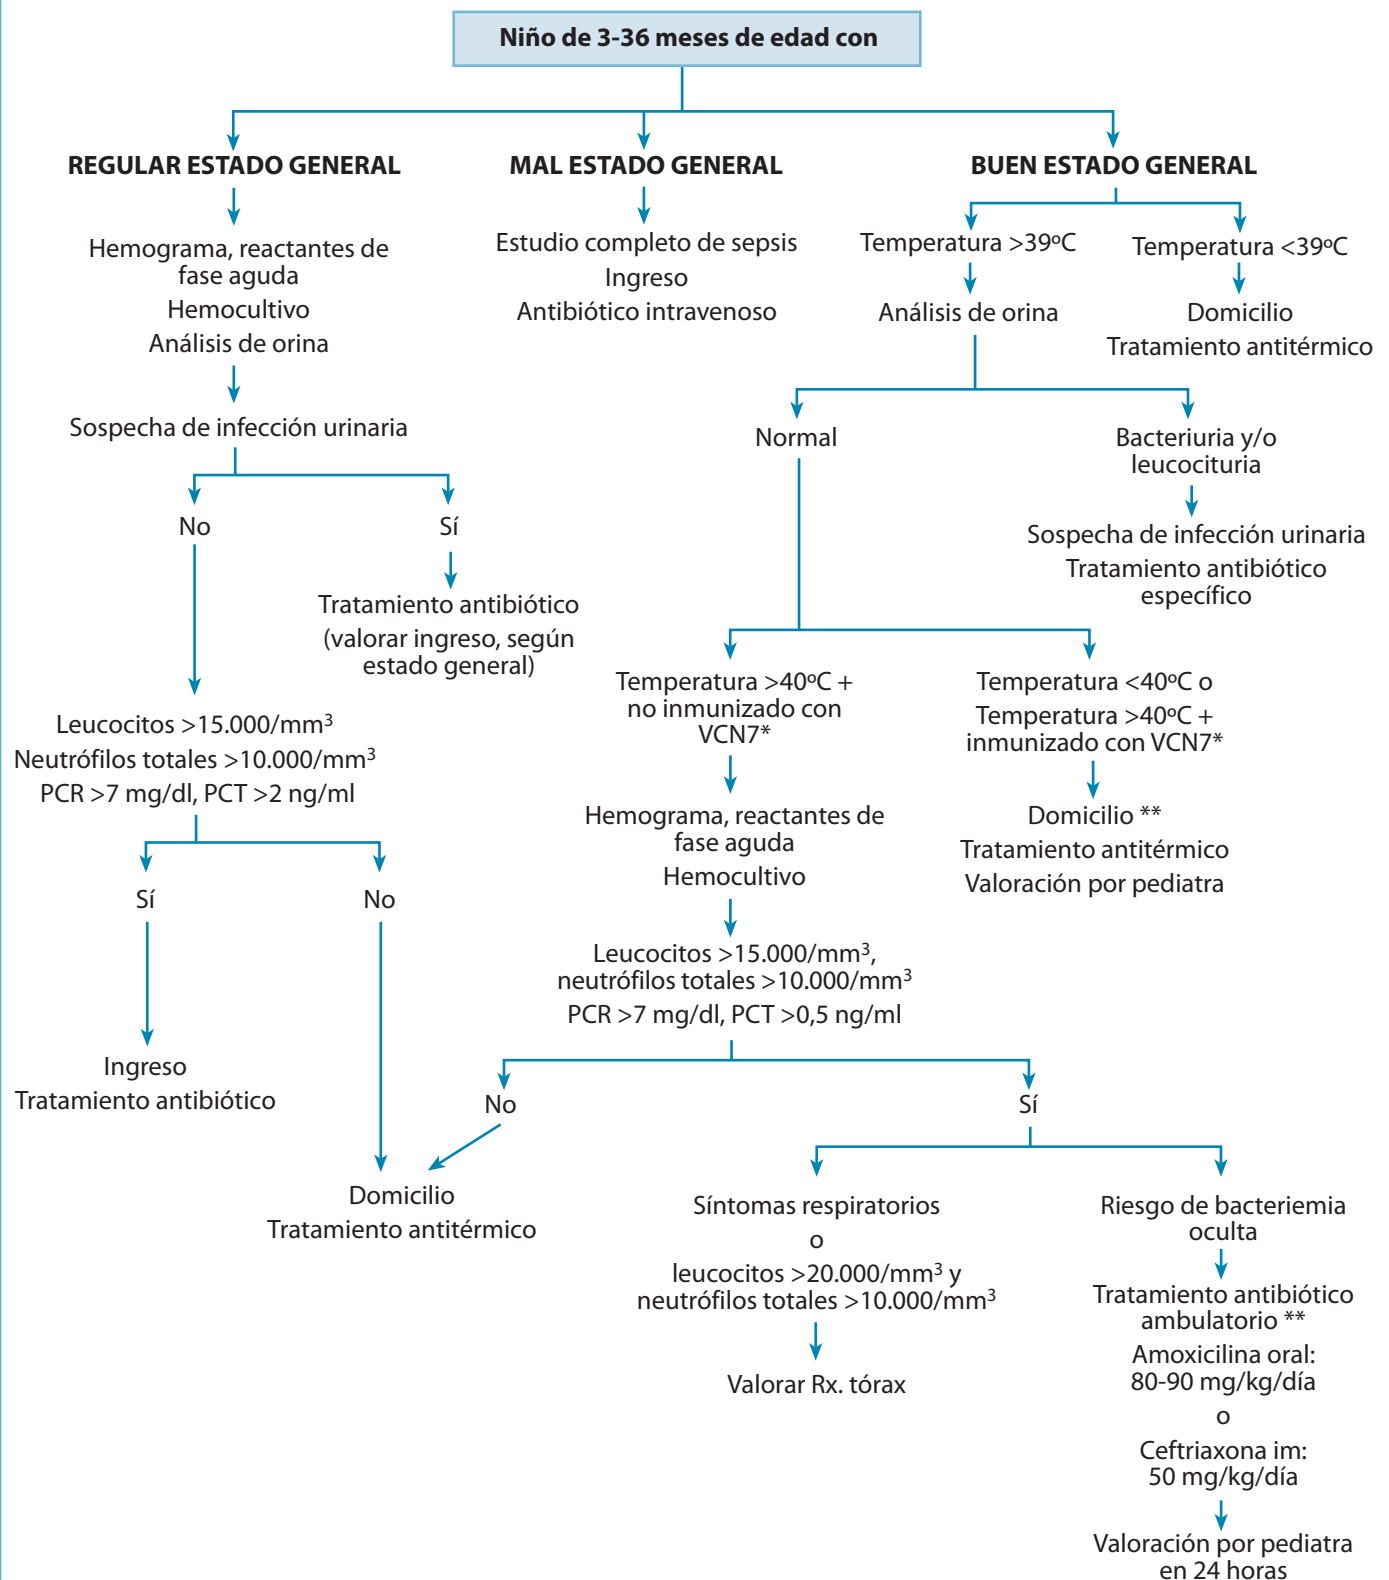 Niño de 3-36 meses de edad con
REGULAR ESTADO GENERAL
Hemograma, reactantes de
fase aguda
Hemocultivo
Análisis de orina
Sospecha de infección urinaria
No
Sí
Tratamiento antibiótico
(valorar ingreso, según
estado general)
Leucocitos >15.000/mm³
Neutrófilos totales >10.000/mm³
PCR >7 mg/dl, PCT >2 ng/ml
Sí
No
Ingreso
Tratamiento antibiótico
Domicilio
Tratamiento antitérmico
MAL ESTADO GENERAL
Estudio completo de sepsis
Ingreso
Antibiótico intravenoso
BUEN ESTADO GENERAL
Temperatura >39ºC
Temperatura <39ºC
Análisis de orina
Domicilio
Tratamiento antitérmico
Normal
Bacteriuria y/o
leucocituria
Sospecha de infección urinaria
Tratamiento antibiótico
específico
Temperatura >40ºC +
no inmunizado con
VCN7*
Temperatura <40ºC o
Temperatura >40ºC +
inmunizado con VCN7*
Hemograma, reactantes de
fase aguda
Hemocultivo
Domicilio **
Tratamiento antitérmico
Valoración por pediatra
Leucocitos >15.000/mm³,
neutrófilos totales >10.000/mm³
PCR >7 mg/dl, PCT >0,5 ng/ml
No
Sí
Síntomas respiratorios
o
leucocitos >20.000/mm³ y
neutrófilos totales >10.000/mm³
Valorar Rx. tórax
Riesgo de bacteriemia
oculta
Tratamiento antibiótico
ambulatorio **
Amoxicilina oral:
80-90 mg/kg/día
o
Ceftriaxona im:
50 mg/kg/día
Valoración por pediatra
en 24 horas